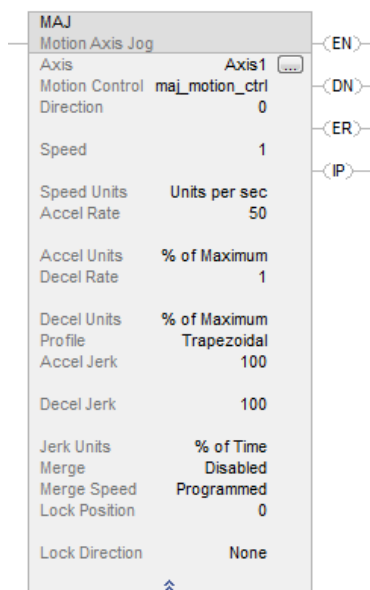 MAJ
Motion Axis Jog
EN
Axis Axis1 ...
Motion Control maj_motion_ctrl
DN
Direction 0
ER
Speed 1
IP
Speed Units Units per sec
Accel Rate 50
Accel Units % of Maximum
Decel Rate 1
Decel Units % of Maximum
Profile Trapezoidal
Accel Jerk 100
Decel Jerk 100
Jerk Units % of Time
Merge Disabled
Merge Speed Programmed
Lock Position 0
Lock Direction None